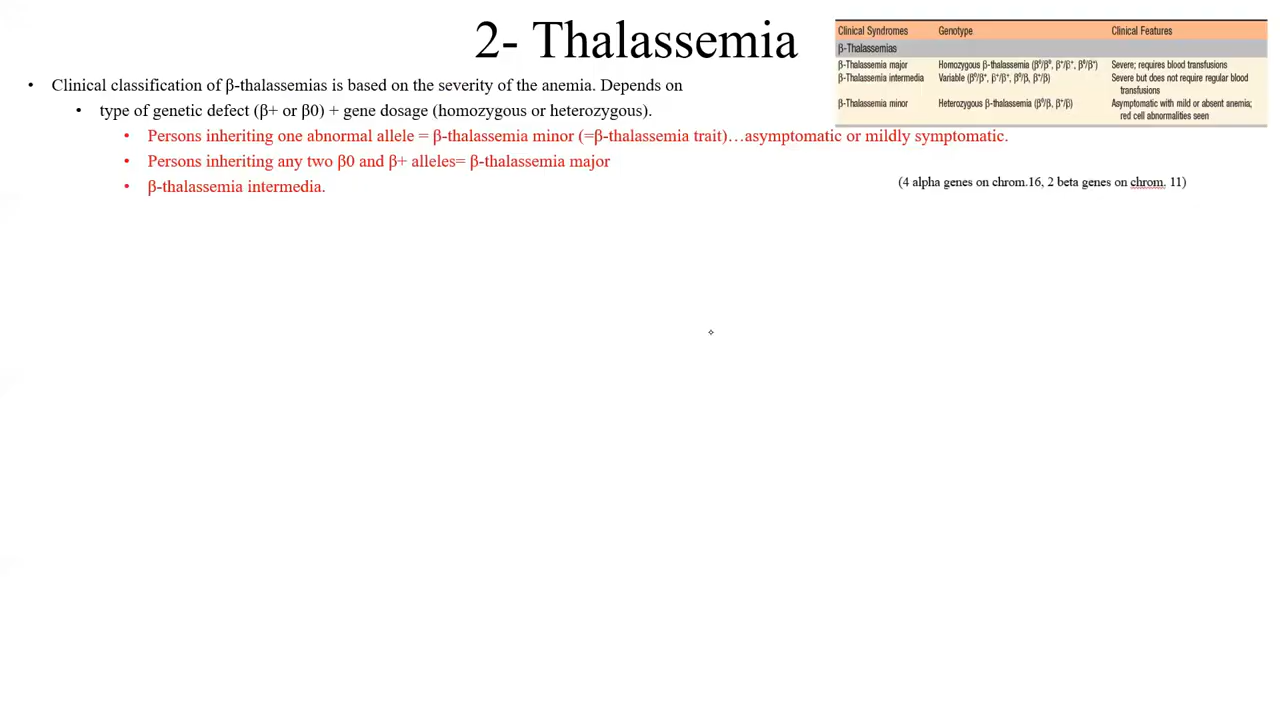 2- Thalassemia
Clinical Syndromes Genotype Clinical Features
β-Thalassemias
β-Thalassemia major Homozygous β-thalassemia (β⁰/β⁰, β⁺/β⁺, β⁰/β⁺) Severe; requires blood transfusions
β-Thalassemia intermedia Variable (β⁰/β⁺, β⁺/β⁺, β⁰/β, β⁺/β) Severe but does not require regular blood
transfusions
β-Thalassemia minor Heterozygous β-thalassemia (β⁰/β, β⁺/β) Asymptomatic with mild or absent anemia;
red cell abnormalities seen
• Clinical classification of β-thalassemias is based on the severity of the anemia. Depends on
• type of genetic defect (β+ or β0) + gene dosage (homozygous or heterozygous).
• Persons inheriting one abnormal allele = β-thalassemia minor (=β-thalassemia trait)…asymptomatic or mildly symptomatic.
• Persons inheriting any two β0 and β+ alleles= β-thalassemia major
• β-thalassemia intermedia.
(4 alpha genes on chrom.16, 2 beta genes on chrom. 11)